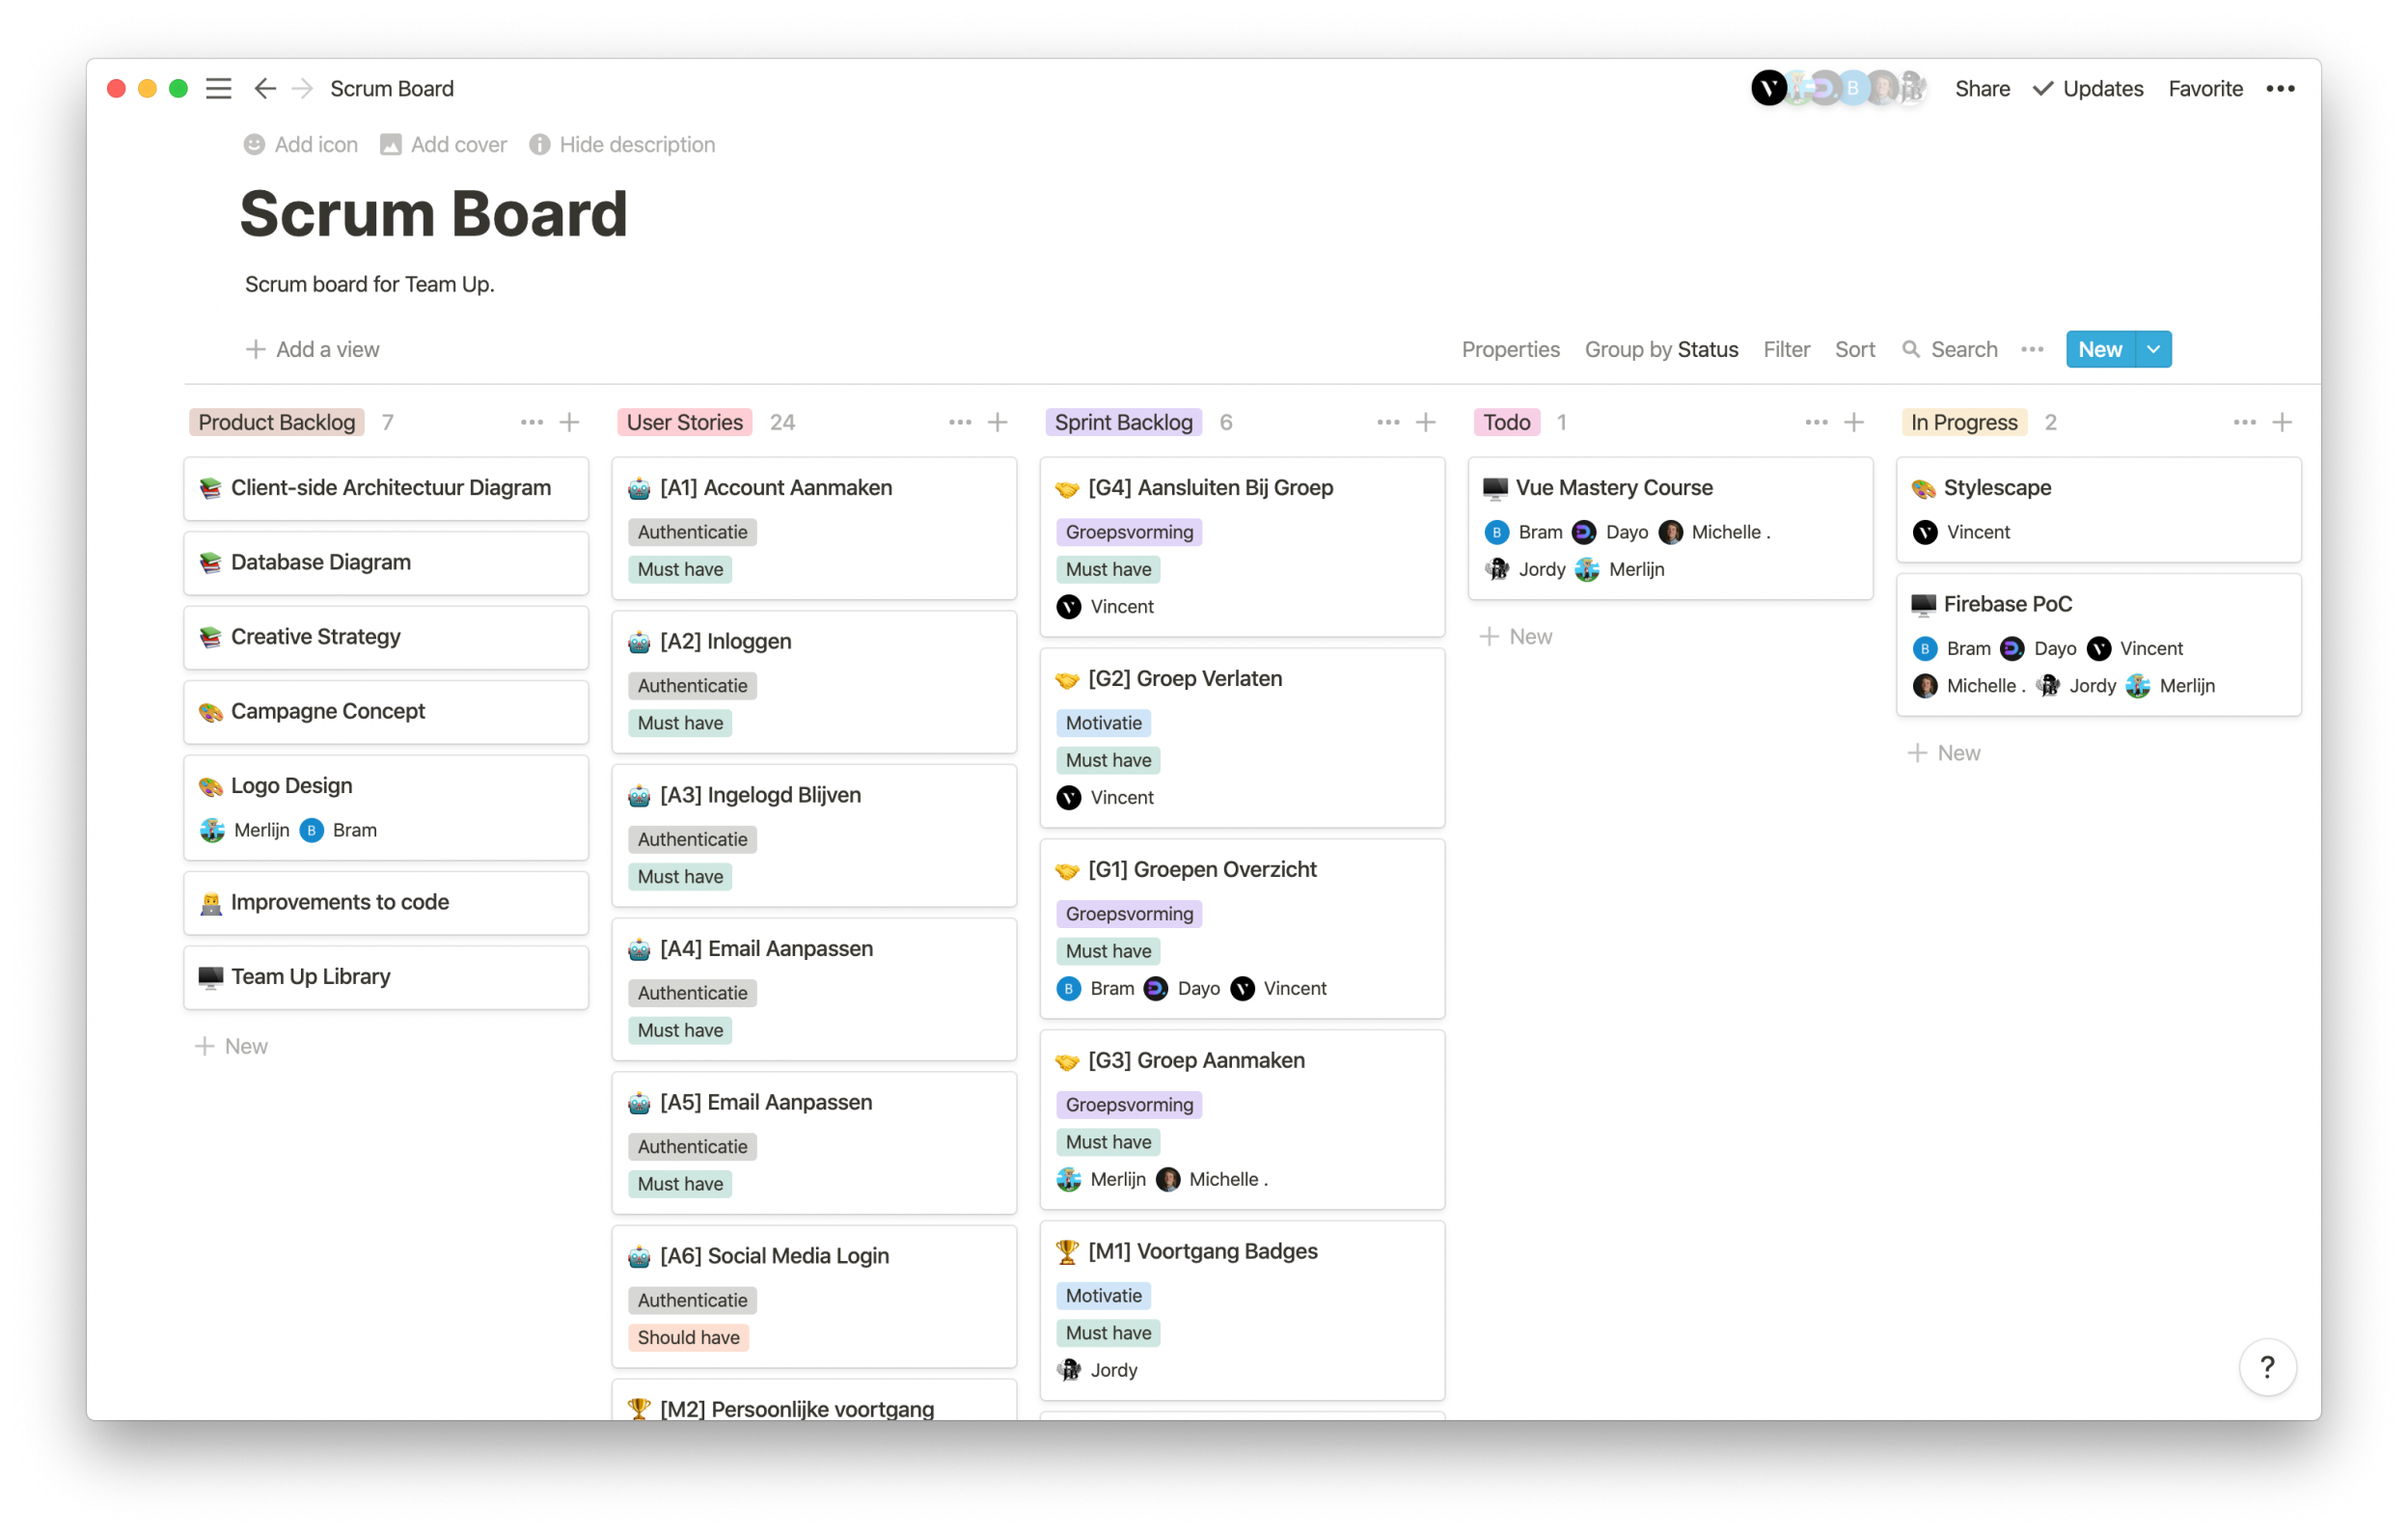 Scrum Board
B
Share
Updates
Favorite
Add icon
Add cover
Hide description
Scrum Board
Scrum board for Team Up.
Add a view
Properties
Group by Status
Filter
Sort
Search
New
Product Backlog 7
Client-side Architectuur Diagram
Database Diagram
Creative Strategy
Campagne Concept
Logo Design
Merlijn B Bram
Improvements to code
Team Up Library
New
User Stories 24
[A1] Account Aanmaken
Authenticatie
Must have
[A2] Inloggen
Authenticatie
Must have
[A3] Ingelogd Blijven
Authenticatie
Must have
[A4] Email Aanpassen
Authenticatie
Must have
[A5] Email Aanpassen
Authenticatie
Must have
[A6] Social Media Login
Authenticatie
Should have
[M2] Persoonlijke voortgang
Sprint Backlog 6
[G4] Aansluiten Bij Groep
Groepsvorming
Must have
Vincent
[G2] Groep Verlaten
Motivatie
Must have
Vincent
[G1] Groepen Overzicht
Groepsvorming
Must have
B Bram Dayo Vincent
[G3] Groep Aanmaken
Groepsvorming
Must have
Merlijn Michelle .
[M1] Voortgang Badges
Motivatie
Must have
Jordy
Todo 1
Vue Mastery Course
B Bram Dayo Michelle .
Jordy Merlijn
New
In Progress 2
Stylescape
Vincent
Firebase PoC
B Bram Dayo Vincent
Michelle . Jordy Merlijn
New
?